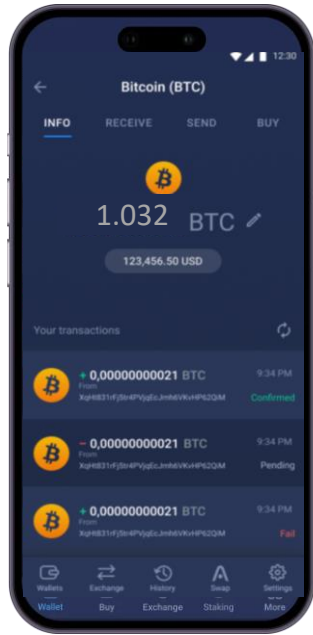 12:30
Bitcoin (BTC)
INFO RECEIVE SEND BUY
1.032 BTC
123,456.50 USD
Your transactions
+ 0,00000000021 BTC 9:34 PM
From
Confirmed
− 0,00000000021 BTC 9:34 PM
From
Pending
+ 0,00000000021 BTC 9:34 PM
From
Fail
Wallets Exchange History Swap Settings
Wallet Buy Exchange Staking More